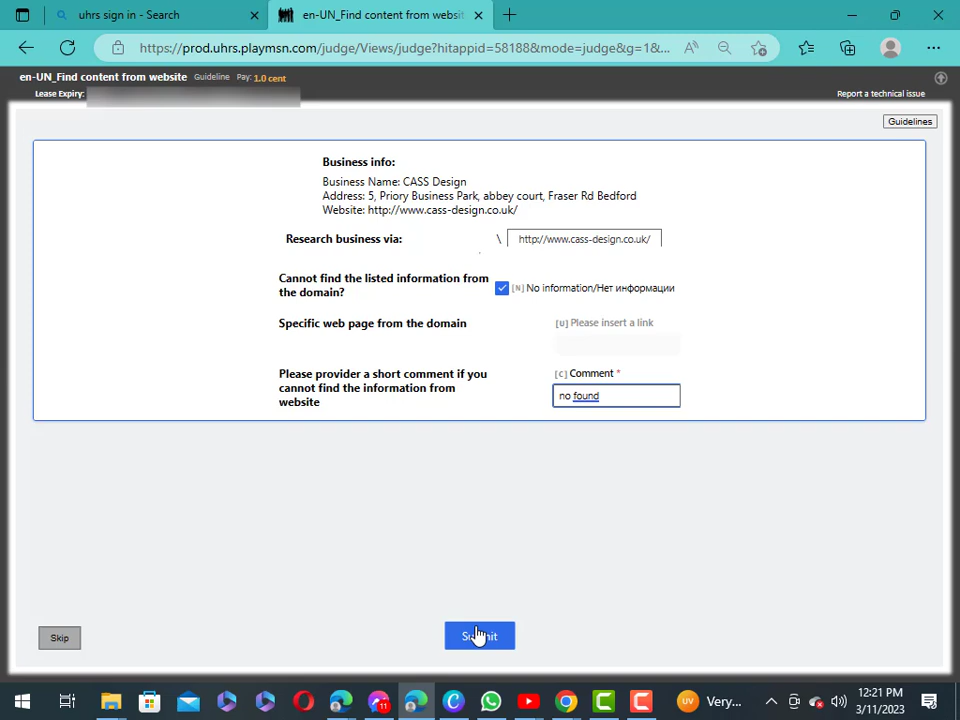 uhrs sign in - Search
en-UN_Find content from websit
https://prod.uhrs.playmsn.com/judge/Views/judge?hitappid=58188&mode=judge&g=1&...
en-UN_Find content from website Guideline Pay: 1.0 cent
Lease Expiry:
Report a technical issue
Guidelines
Business info:
Business Name: CASS Design
Address: 5, Priory Business Park, abbey court, Fraser Rd Bedford
Website: http://www.cass-design.co.uk/
Research business via: \ http://www.cass-design.co.uk/
Cannot find the listed information from
the domain?
[N] No information/Нет информации
Specific web page from the domain
[U] Please insert a link
Please provider a short comment if you
cannot find the information from
website
[C] Comment *
no found
Skip
Submit
11
UV
Very...
12:21 PM
3/11/2023